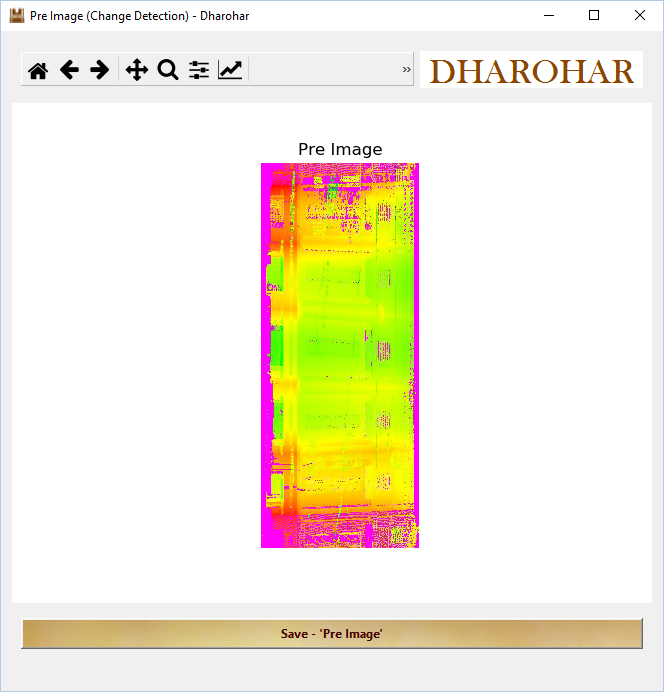 Pre Image (Change Detection) - Dharohar
DHAROHAR
Pre Image
Save - 'Pre Image'